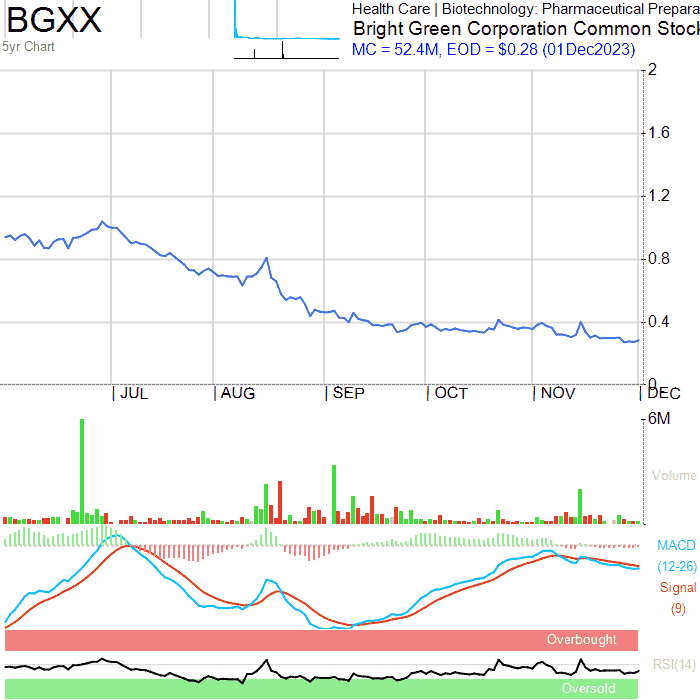 BGXX
5yr Chart
Health Care | Biotechnology: Pharmaceutical Prepara
Bright Green Corporation Common Stock
MC = 52.4M, EOD = $0.28 (01Dec2023)
2
1.6
1.2
0.8
0.4
0
JUL AUG SEP OCT NOV DEC
6M
Volume
MACD
(12-26)
Signal
(9)
Overbought
RSI(14)
Oversold